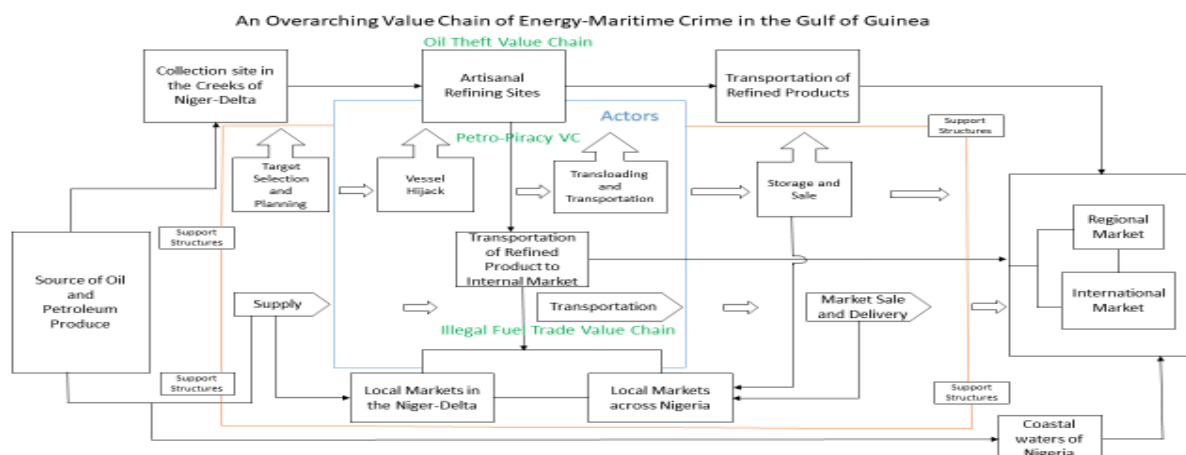 An Overarching Value Chain of Energy-Maritime Crime in the Gulf of Guinea
Oil Theft Value Chain
Collection site in
the Creeks of
Niger-Delta
Artisanal
Refining Sites
Transportation of
Refined Products
Actors
Support
Structures
Petro-Piracy VC
Target
Selection
and
Planning
Vessel
Hijack
Transloading
and
Transportation
Storage and
Sale
Regional
Market
International
Market
Support
Structures
Source of Oil
and
Petroleum
Produce
Transportation
of Refined
Product to
Internal Market
Supply
Transportation
Market Sale
and Delivery
Illegal Fuel Trade Value Chain
Support
Structures
Local Markets in
the Niger-Delta
Local Markets
across Nigeria
Support
Structures
Coastal
waters of
Nigeria